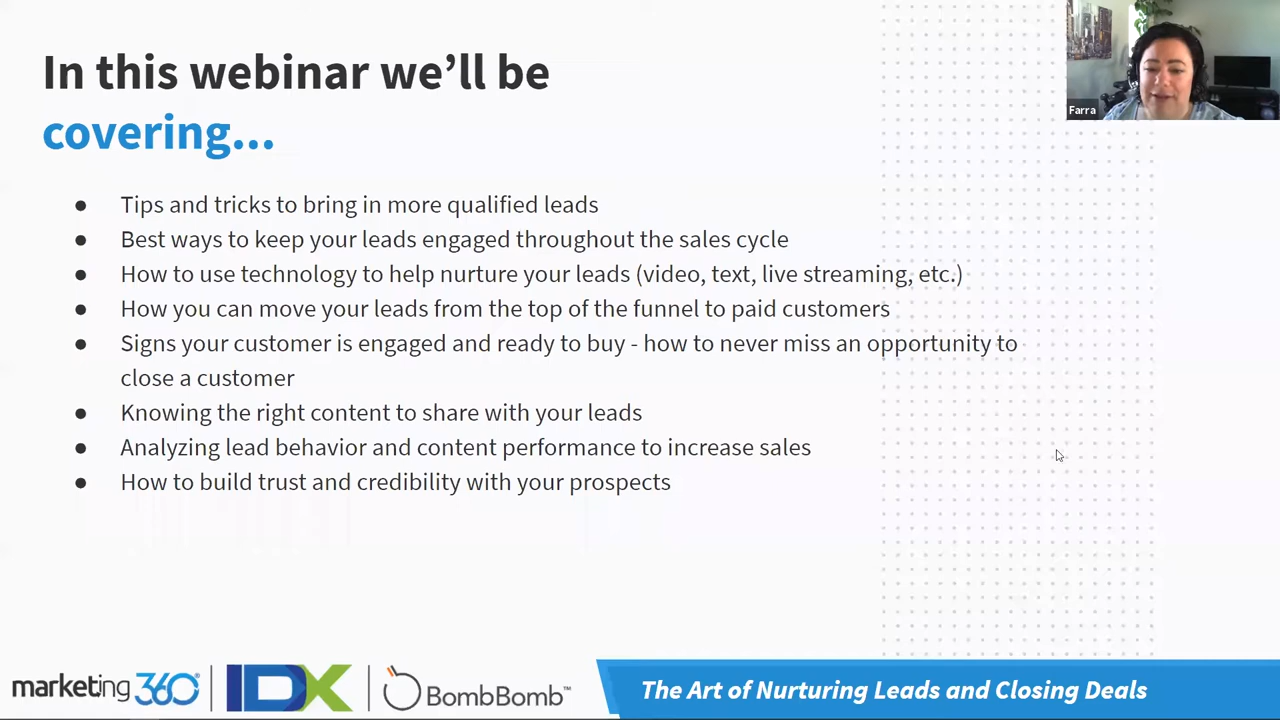 In this webinar we’ll be
covering...
Farra
● Tips and tricks to bring in more qualified leads
● Best ways to keep your leads engaged throughout the sales cycle
● How to use technology to help nurture your leads (video, text, live streaming, etc.)
● How you can move your leads from the top of the funnel to paid customers
● Signs your customer is engaged and ready to buy - how to never miss an opportunity to
close a customer
● Knowing the right content to share with your leads
● Analyzing lead behavior and content performance to increase sales
● How to build trust and credibility with your prospects
marketing 360® | IDX | BombBomb™
The Art of Nurturing Leads and Closing Deals